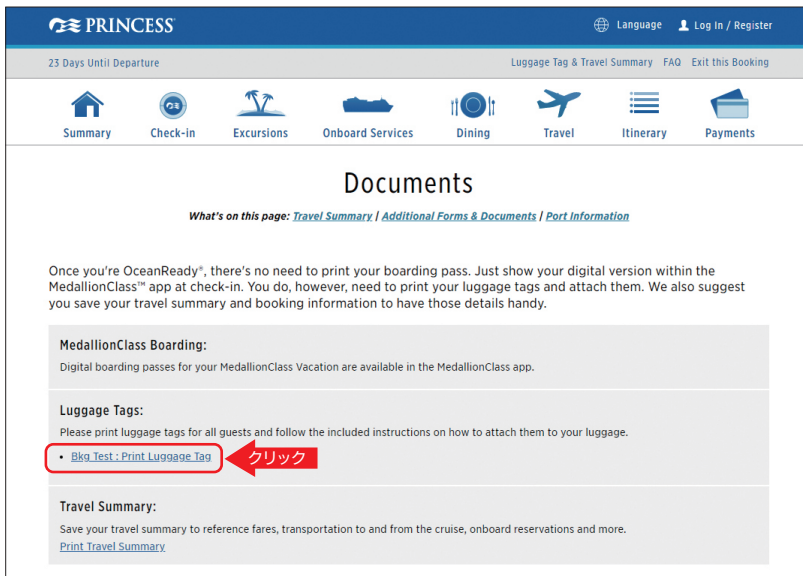 PRINCESS
Language Log In / Register
23 Days Until Departure
Luggage Tag & Travel Summary FAQ Exit this Booking
Summary Check-in Excursions Onboard Services Dining Travel Itinerary Payments
Documents
What's on this page: Travel Summary | Additional Forms & Documents | Port Information
Once you're OceanReady®, there's no need to print your boarding pass. Just show your digital version within the
MedallionClass™ app at check-in. You do, however, need to print your luggage tags and attach them. We also suggest
you save your travel summary and booking information to have those details handy.
MedallionClass Boarding:
Digital boarding passes for your MedallionClass Vacation are available in the MedallionClass app.
Luggage Tags:
Please print luggage tags for all guests and follow the included instructions on how to attach them to your luggage.
• Bkg Test : Print Luggage Tag
クリック
Travel Summary:
Save your travel summary to reference fares, transportation to and from the cruise, onboard reservations and more.
Print Travel Summary